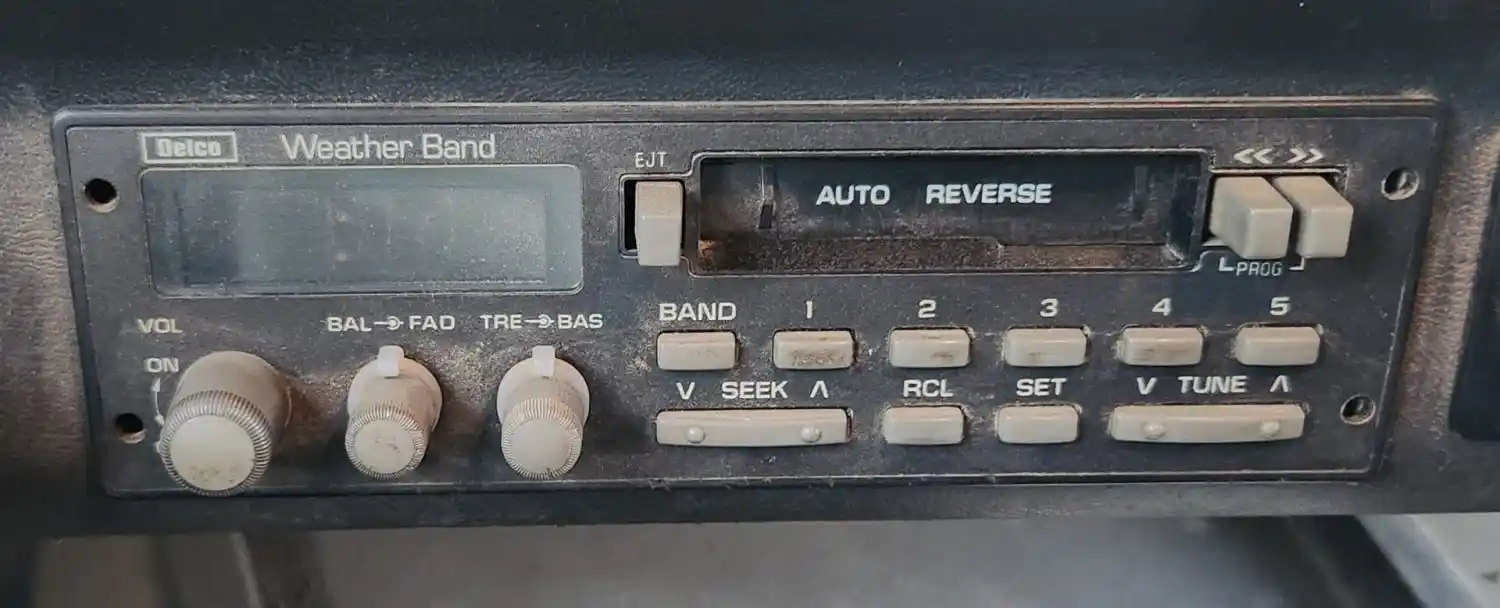 Delco Weather Band
EJT
AUTO REVERSE
<< >>
PROG
VOL
ON
BAL FAD
TRE BAS
BAND 1 2 3 4 5
V SEEK Λ RCL SET V TUNE Λ